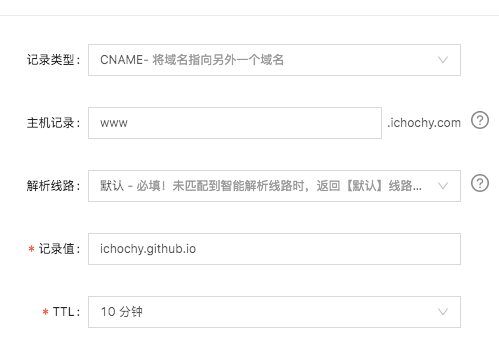 记录类型： CNAME- 将域名指向另外一个域名
主机记录： www .ichochy.com ?
解析线路： 默认 - 必填！未匹配到智能解析线路时，返回【默认】线路... ?
* 记录值： ichochy.github.io
* TTL： 10 分钟